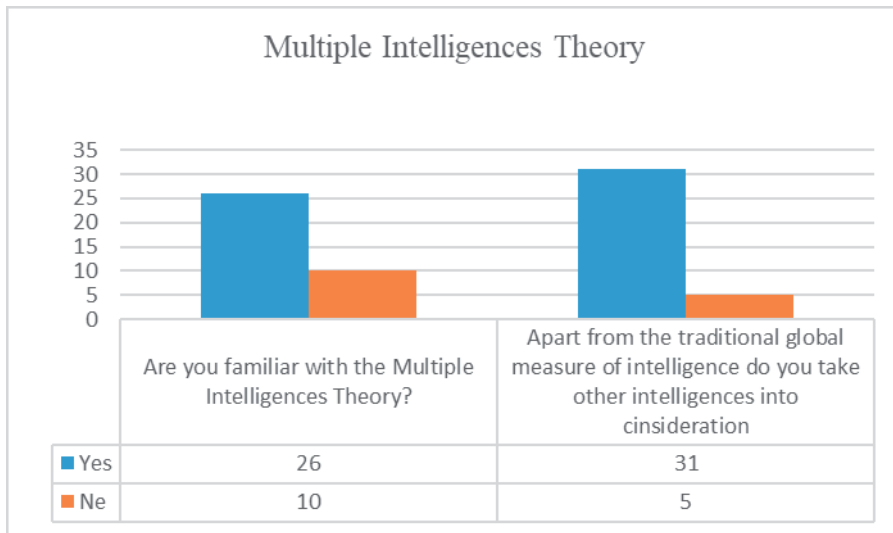 Multiple Intelligences Theory
35
30
25
20
15
10
5
0
Are you familiar with the Multiple
Intelligences Theory?
Apart from the traditional global
measure of intelligence do you take
other intelligences into
cinsideration
Yes 26 31
Ne 10 5